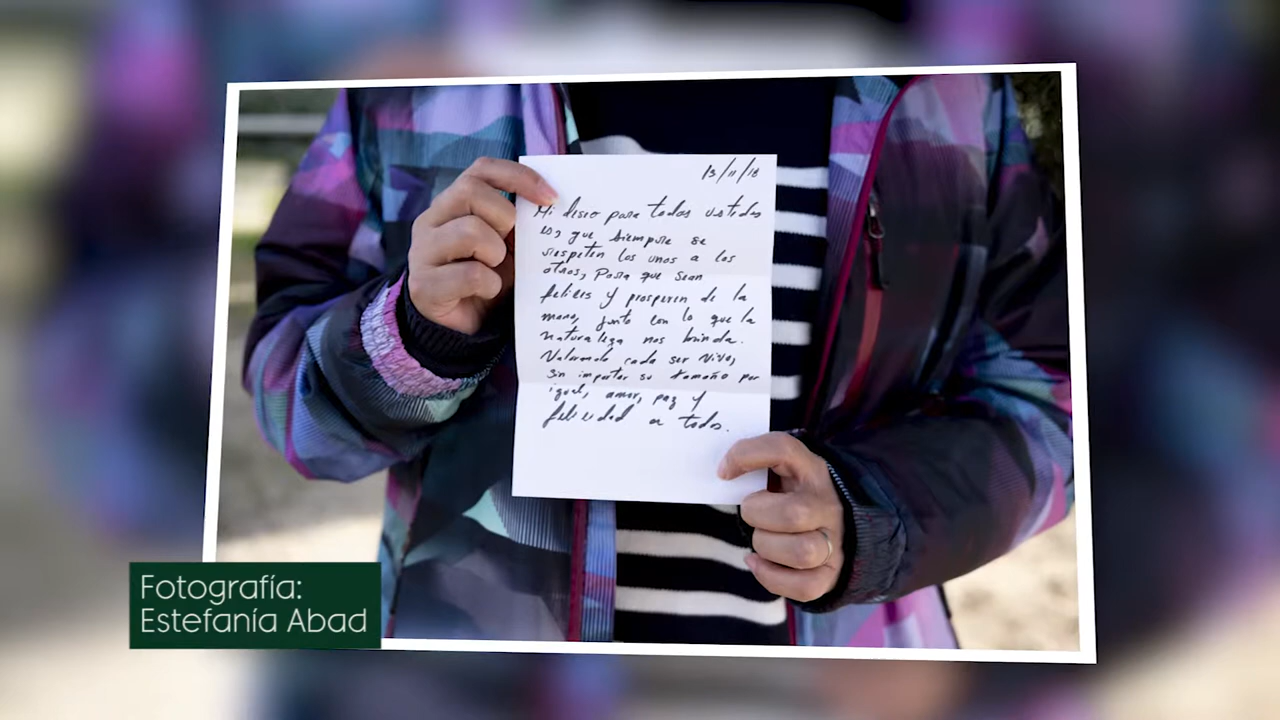 13/11/18
Mi deseo para todos ustedes
es, que siempre se
respeten los unos a los
otros, Para que sean
felices y prosperen de la
mano, junto con lo que la
naturaleza nos brinda.
Valorando cada ser vivo,
Sin importar su tamaño por
igual, amor, paz y
felicidad a todos.
Fotografía:
Estefanía Abad